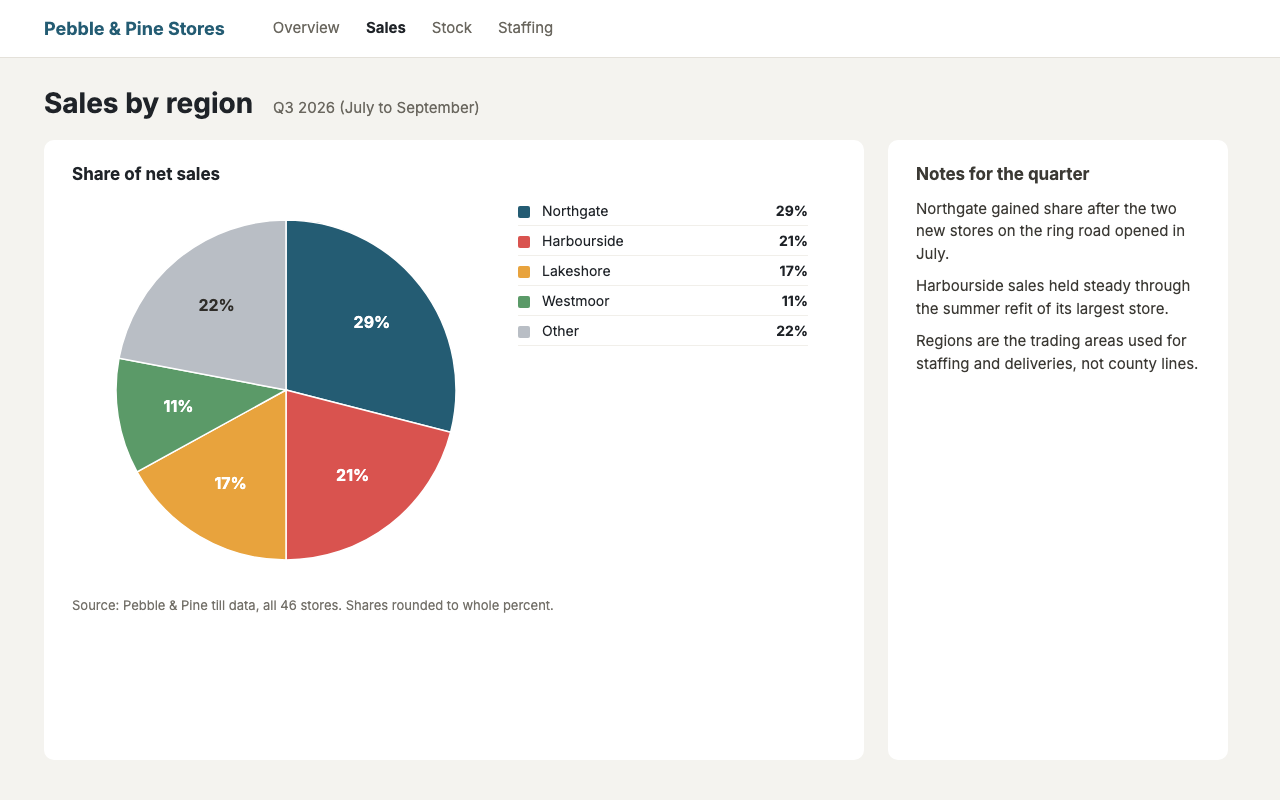 Pebble & Pine Stores
Overview
Sales
Stock
Staffing
Sales by region
Q3 2026 (July to September)
Share of net sales
22%
29%
11%
17%
21%
Northgate 29%
Harbourside 21%
Lakeshore 17%
Westmoor 11%
Other 22%
Source: Pebble & Pine till data, all 46 stores. Shares rounded to whole percent.
Notes for the quarter
Northgate gained share after the two
new stores on the ring road opened in
July.
Harbourside sales held steady through
the summer refit of its largest store.
Regions are the trading areas used for
staffing and deliveries, not county lines.